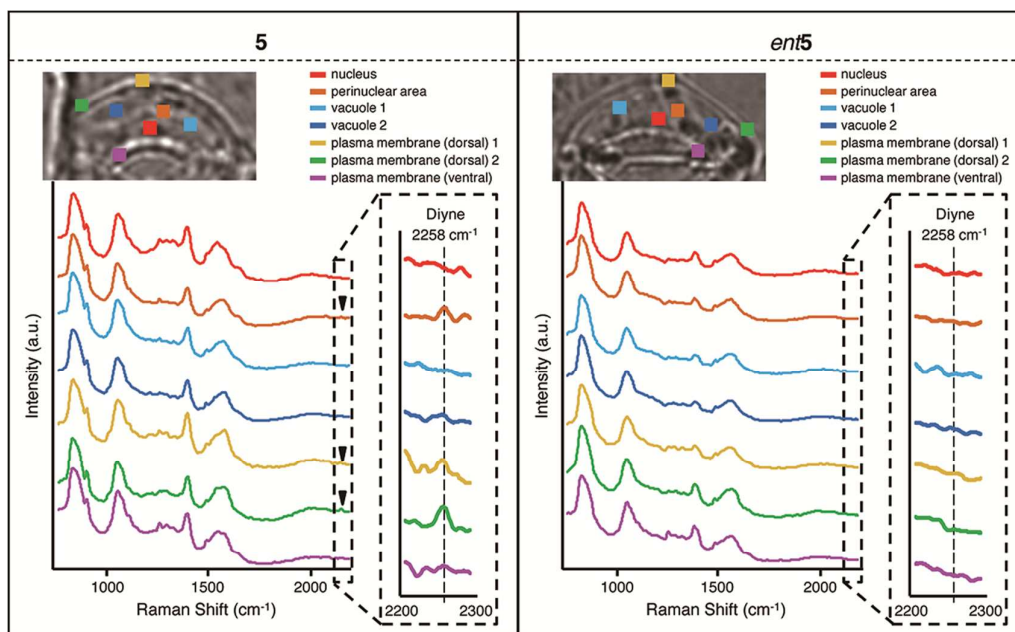 5
nucleus
perinuclear area
vacuole 1
vacuole 2
plasma membrane (dorsal) 1
plasma membrane (dorsal) 2
plasma membrane (ventral)
Diyne
2258 cm-1
Intensity (a.u.)
1000 1500 2000
Raman Shift (cm-1)
2200 2300
ent5
nucleus
perinuclear area
vacuole 1
vacuole 2
plasma membrane (dorsal) 1
plasma membrane (dorsal) 2
plasma membrane (ventral)
Diyne
2258 cm-1
Intensity (a.u.)
1000 1500 2000
Raman Shift (cm-1)
2200 2300